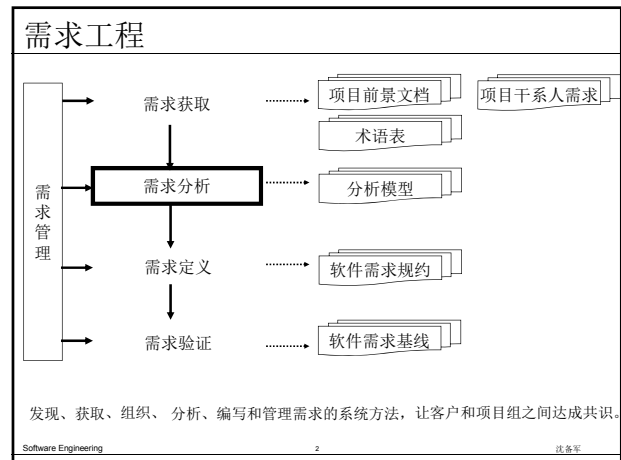 需求工程
需求管理
需求获取
项目前景文档
项目干系人需求
术语表
需求分析
分析模型
需求定义
软件需求规约
需求验证
软件需求基线
发现、获取、组织、 分析、编写和管理需求的系统方法，让客户和项目组之间达成共识。
Software Engineering
2
沈备军